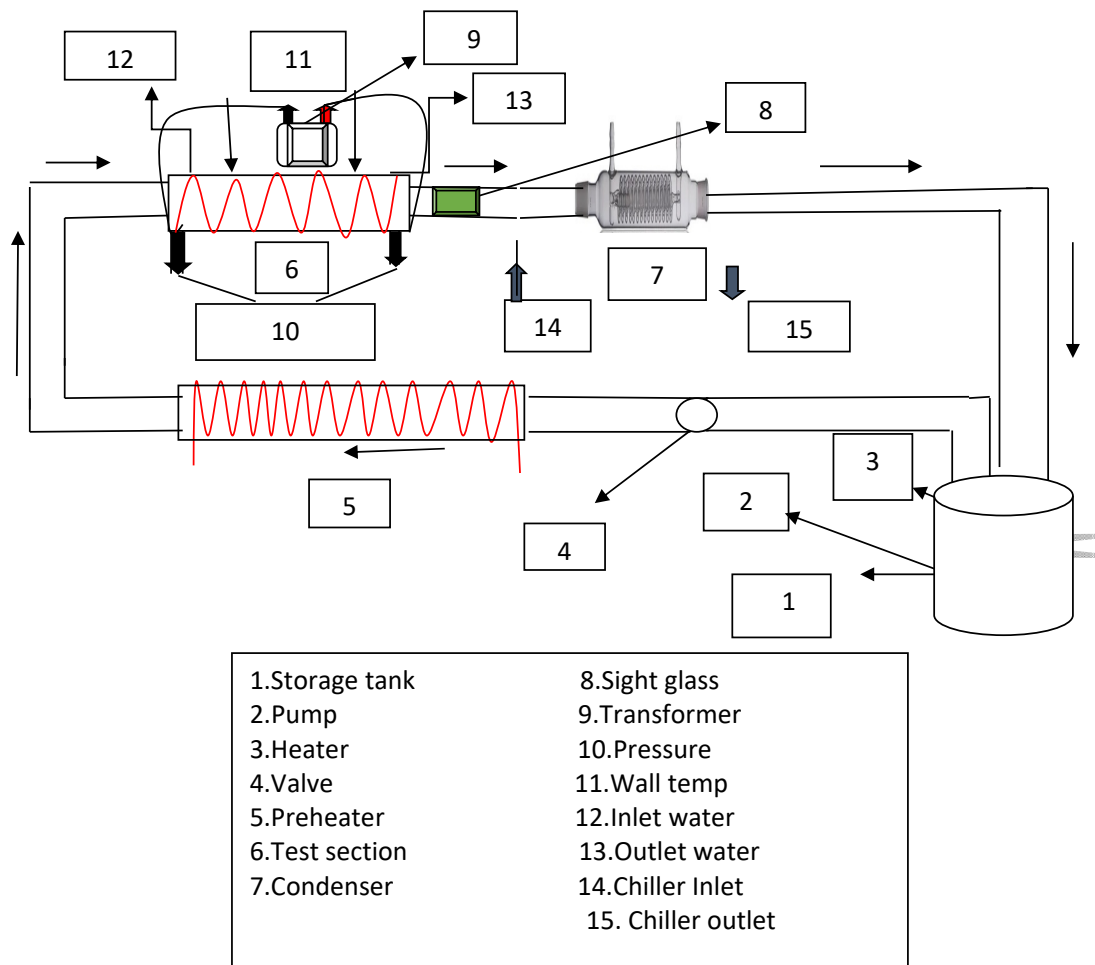 9
12
11
13
8
6
7
10
14
15
3
2
5
4
1
1.Storage tank 8.Sight glass
2.Pump 9.Transformer
3.Heater 10.Pressure
4.Valve 11.Wall temp
5.Preheater 12.Inlet water
6.Test section 13.Outlet water
7.Condenser 14.Chiller Inlet
15. Chiller outlet